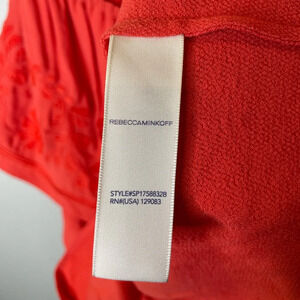 REBECCAMINKOFF
STYLE#SP17588328
RN#(USA) 129083